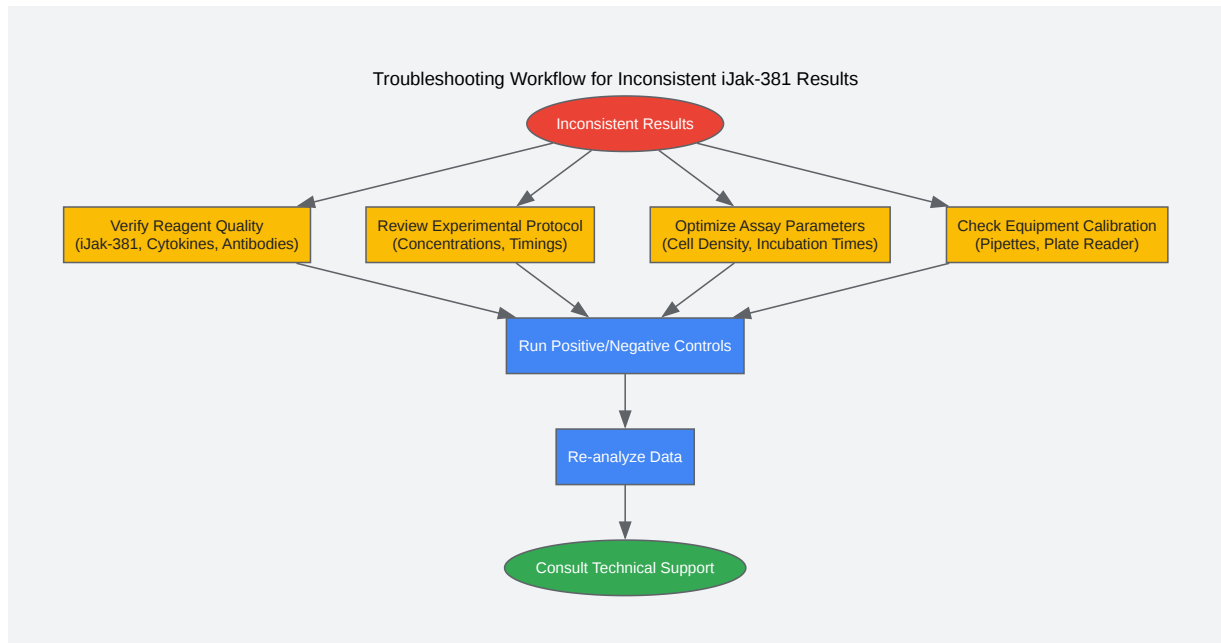 Troubleshooting Workflow for Inconsistent iJak-381 Results
Inconsistent Results
Verify Reagent Quality
(iJak-381, Cytokines, Antibodies)
Review Experimental Protocol
(Concentrations, Timings)
Optimize Assay Parameters
(Cell Density, Incubation Times)
Check Equipment Calibration
(Pipettes, Plate Reader)
Run Positive/Negative Controls
Re-analyze Data
Consult Technical Support